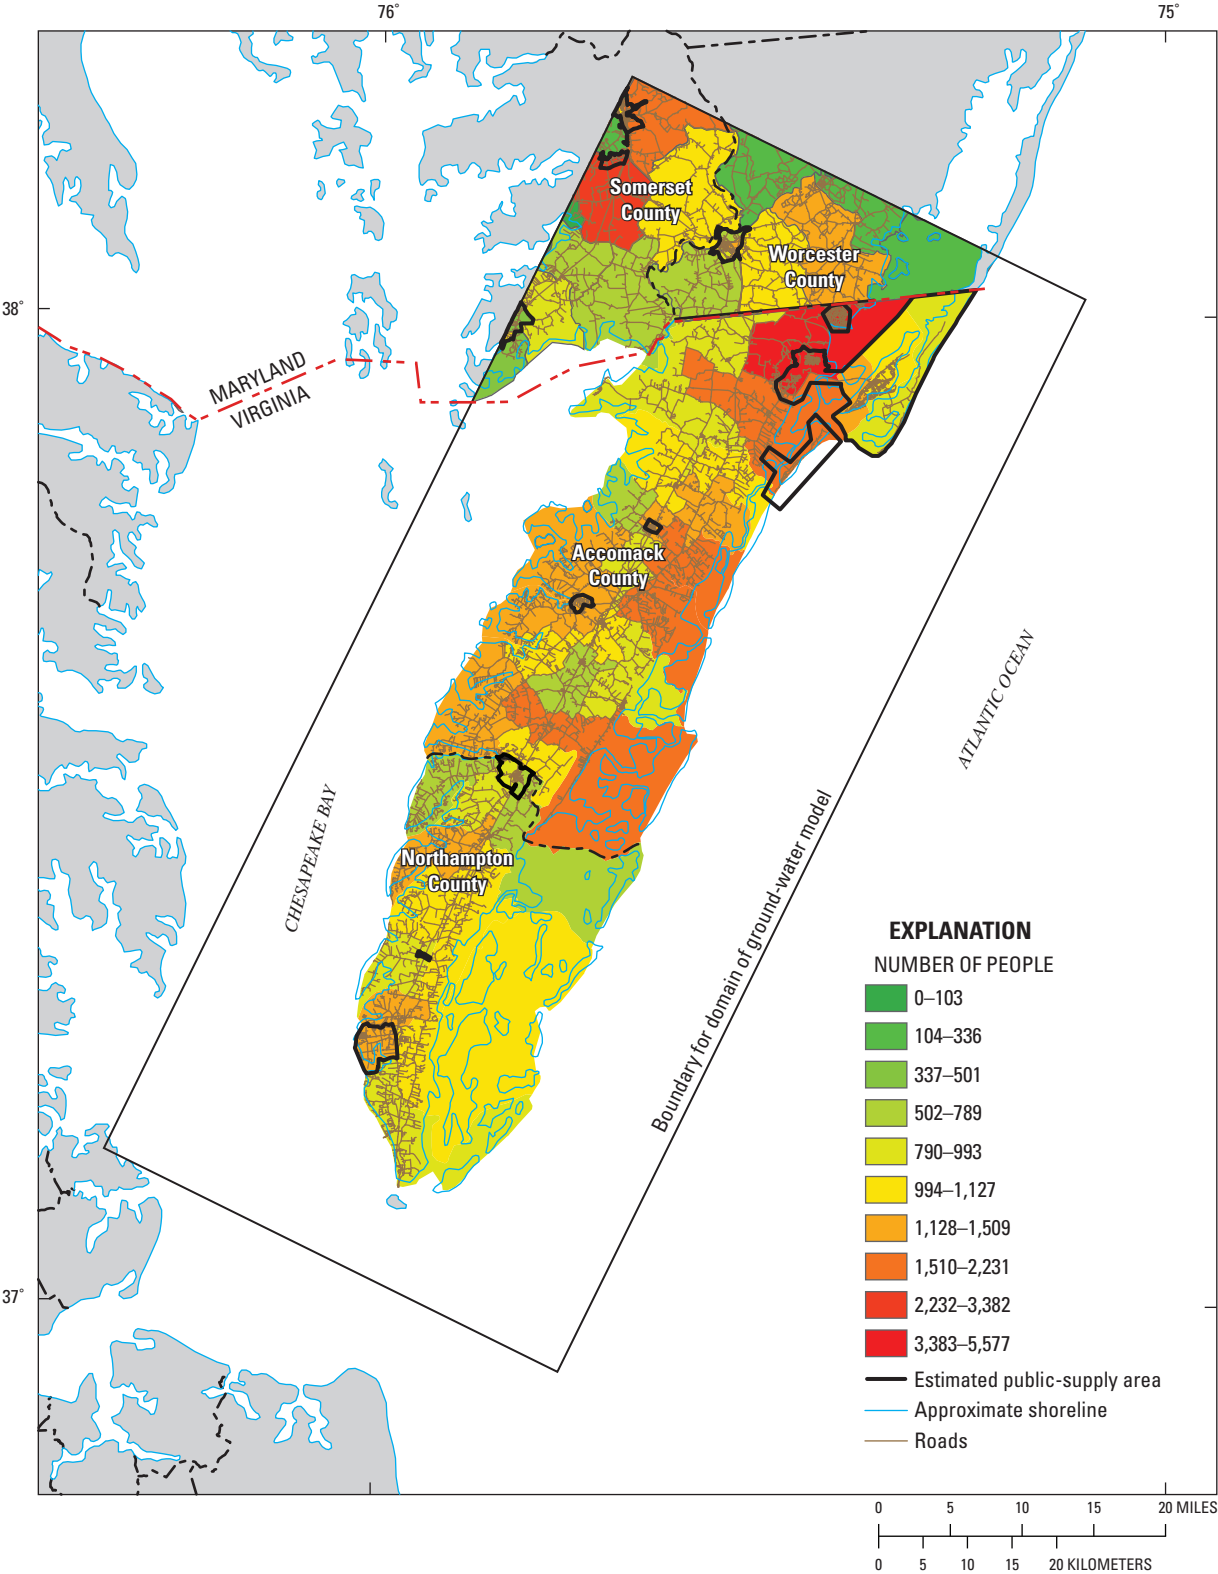 76°
75°
38°
37°
MARYLAND
VIRGINIA
Somerset
County
Worcester
County
Accomack
County
Northampton
County
CHESAPEAKE BAY
ATLANTIC OCEAN
Boundary for domain of ground-water model
EXPLANATION
NUMBER OF PEOPLE
0–103
104–336
337–501
502–789
790–993
994–1,127
1,128–1,509
1,510–2,231
2,232–3,382
3,383–5,577
Estimated public-supply area
Approximate shoreline
Roads
0 5 10 15 20 MILES
0 5 10 15 20 KILOMETERS